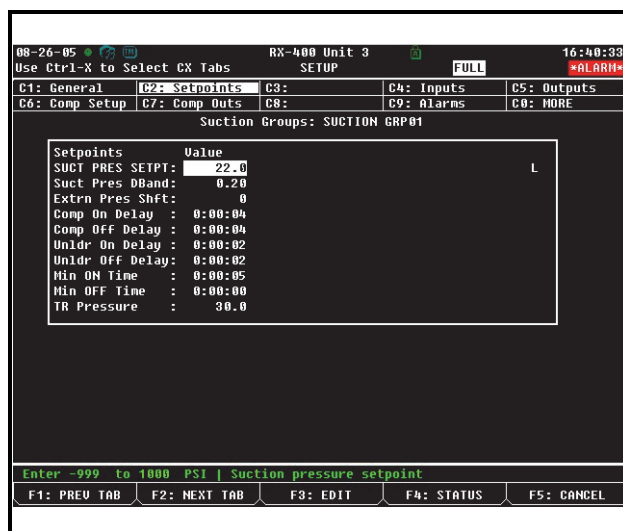 08-26-05 RX-400 Unit 3 16:40:33
Use Ctrl-X to Select CX Tabs SETUP FULL *ALARM*
C1: General C2: Setpoints C3: C4: Inputs C5: Outputs
C6: Comp Setup C7: Comp Outs C8: C9: Alarms C0: MORE
Suction Groups: SUCTION GRP01
Setpoints Value
SUCT PRES SETPT: 22.0 L
Suct Pres DBand: 0.20
Extrn Pres Shft: 0
Comp On Delay : 0:00:04
Comp Off Delay : 0:00:04
Unldr On Delay : 0:00:02
Unldr Off Delay: 0:00:02
Min ON Time : 0:00:05
Min OFF Time : 0:00:00
TR Pressure : 30.0
Enter -999 to 1000 PSI | Suction pressure setpoint
F1: PREV TAB F2: NEXT TAB F3: EDIT F4: STATUS F5: CANCEL